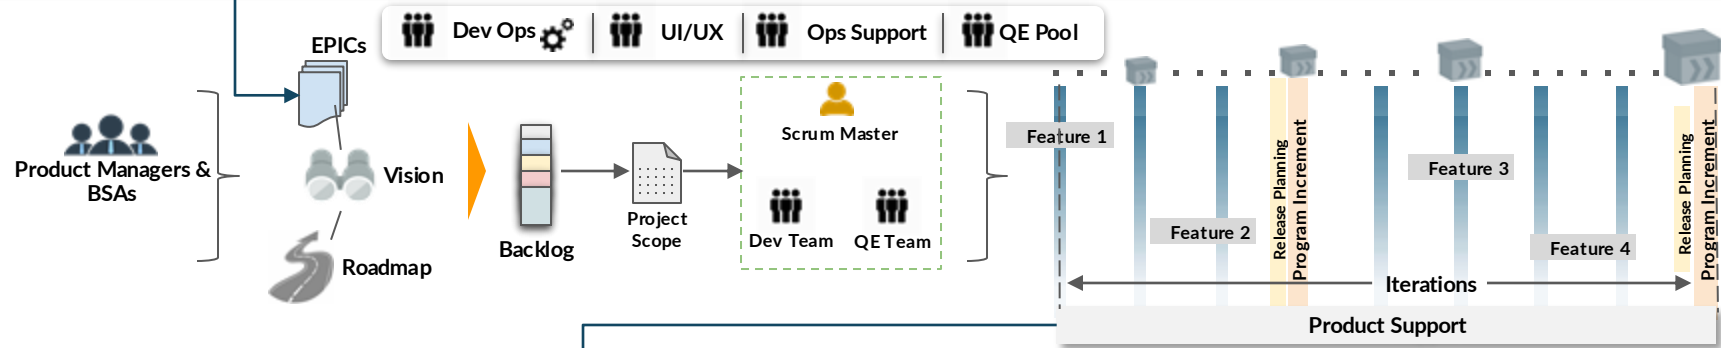 Dev Ops
UI/UX
Ops Support
QE Pool
EPICs
Product Managers &
BSAs
Vision
Roadmap
Backlog
Project
Scope
Scrum Master
Dev Team
QE Team
Feature 1
Feature 2
Release Planning
Program Increment
Feature 3
Feature 4
Release Planning
Program Increment
Iterations
Product Support